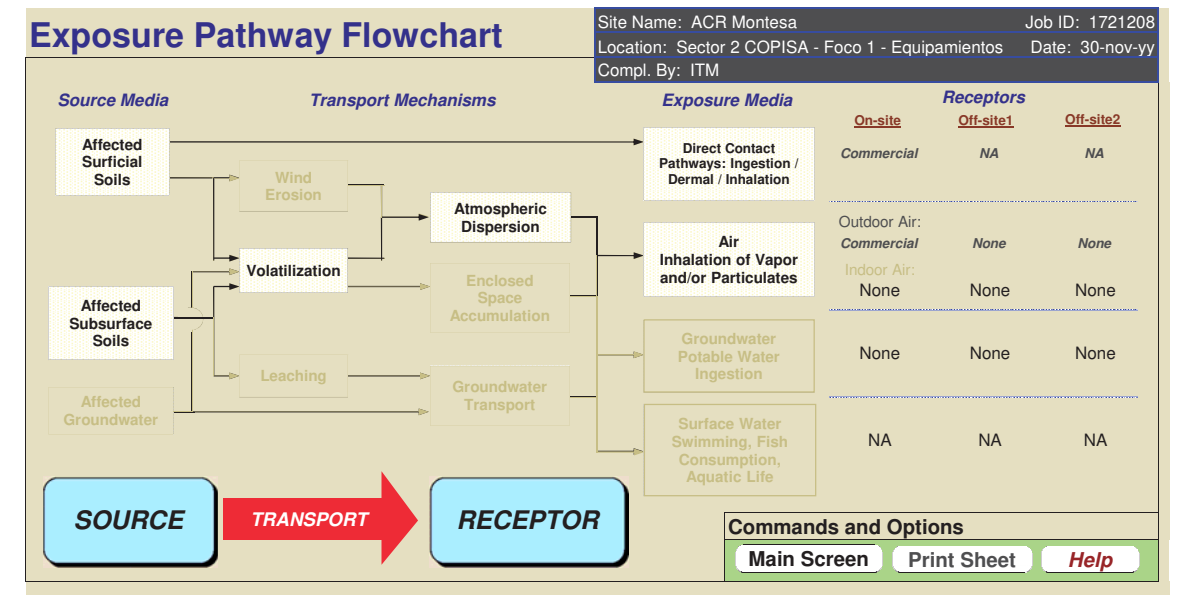 Exposure Pathway Flowchart
Site Name: ACR Montesa Job ID: 1721208
Location: Sector 2 COPISA - Foco 1 - Equipamientos Date: 30-nov-yy
Compl. By: ITM
Source Media Transport Mechanisms Exposure Media Receptors
On-site Off-site1 Off-site2
Affected
Surficial
Soils
Wind
Erosion
Atmospheric
Dispersion
Direct Contact
Pathways: Ingestion /
Dermal / Inhalation
Commercial NA NA
Volatilization
Enclosed
Space
Accumulation
Air
Inhalation of Vapor
and/or Particulates
Outdoor Air:
Commercial None None
Indoor Air:
None None None
Affected
Subsurface
Soils
Leaching
Groundwater
Transport
Groundwater
Potable Water
Ingestion
None None None
Affected
Groundwater
Surface Water
Swimming, Fish
Consumption,
Aquatic Life
NA NA NA
SOURCE TRANSPORT RECEPTOR
Commands and Options
Main Screen Print Sheet Help